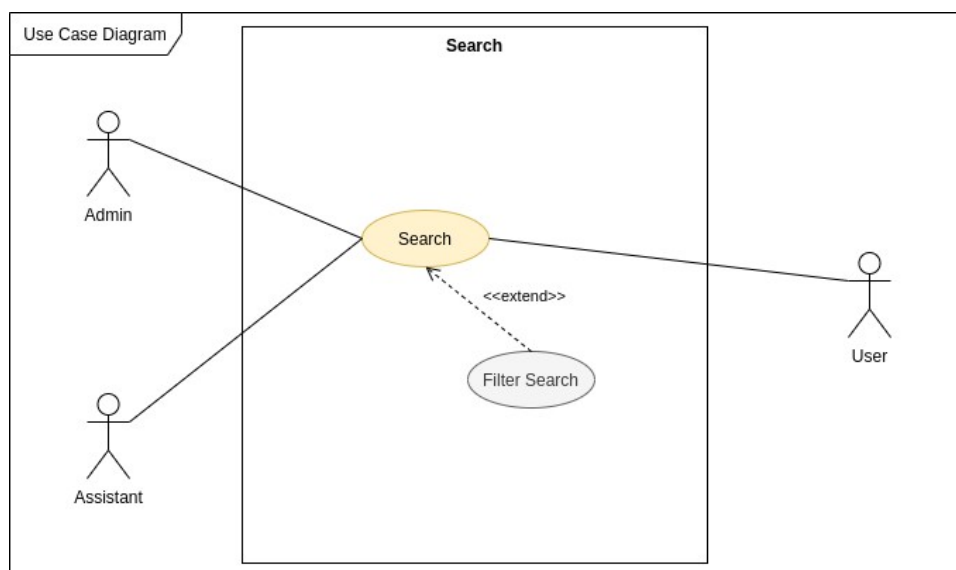 Use Case Diagram
Search
Admin
Search
<<extend>>
User
Filter Search
Assistant